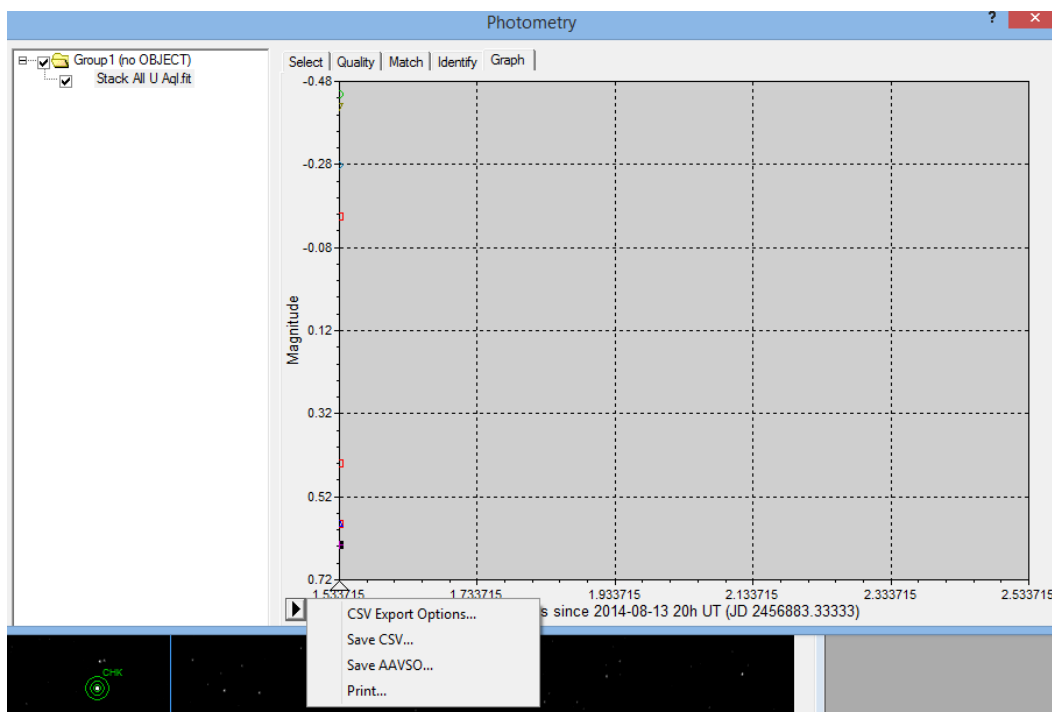 Photometry
?
Group1 (no OBJECT)
Stack All U Aql.fit
Select
Quality
Match
Identify
Graph
-0.48
-0.28
-0.08
0.12
0.32
0.52
0.72
Magnitude
1.533715
1.733715
1.933715
2.133715
2.333715
2.533715
s since 2014-08-13 20h UT (JD 2456883.33333)
CSV Export Options...
Save CSV...
Save AAVSO...
Print...
CHK